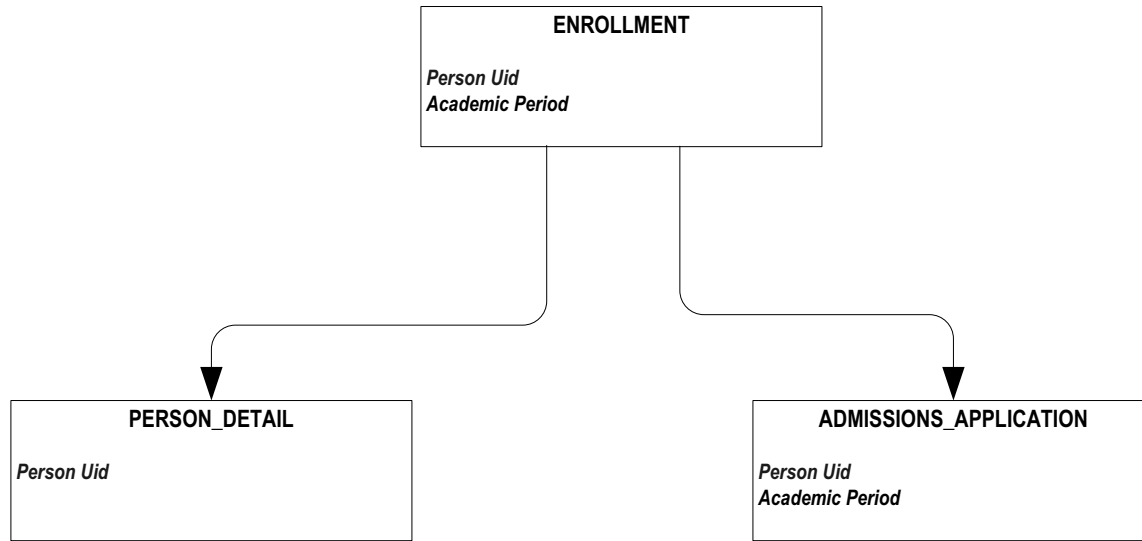 ENROLLMENT
Person Uid
Academic Period
PERSON_DETAIL
Person Uid
ADMISSIONS_APPLICATION
Person Uid
Academic Period